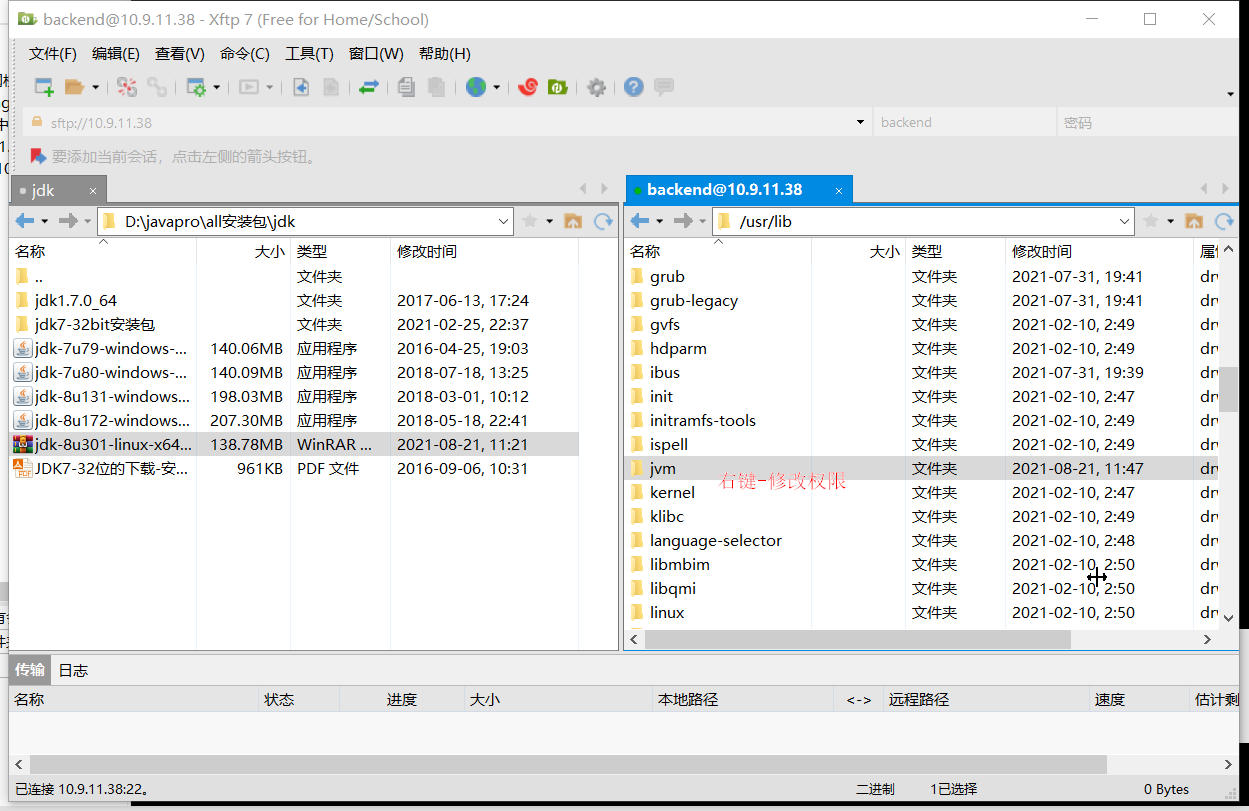 backend@10.9.11.38 - Xftp 7 (Free for Home/School)
文件(F) 编辑(E) 查看(V) 命令(C) 工具(T) 窗口(W) 帮助(H)
sftp://10.9.11.38 backend 密码
要添加当前会话，点击左侧的箭头按钮。
jdk
backend@10.9.11.38
D:\javapro\all安装包\jdk
/usr/lib
名称 大小 类型 修改时间
.. 文件夹
jdk1.7.0_64 文件夹 2017-06-13, 17:24
jdk7-32bit安装包 文件夹 2021-02-25, 22:37
jdk-7u79-windows-... 140.06MB 应用程序 2016-04-25, 19:03
jdk-7u80-windows-... 140.09MB 应用程序 2018-07-18, 13:25
jdk-8u131-windows... 198.03MB 应用程序 2018-03-01, 10:12
jdk-8u172-windows... 207.30MB 应用程序 2018-05-18, 22:41
jdk-8u301-linux-x64... 138.78MB WinRAR ... 2021-08-21, 11:21
JDK7-32位的下载-安... 961KB PDF 文件 2016-09-06, 10:31
名称 大小 类型 修改时间 属
grub 文件夹 2021-07-31, 19:41 dr
grub-legacy 文件夹 2021-07-31, 19:41 dr
gvfs 文件夹 2021-02-10, 2:49 dr
hdparm 文件夹 2021-02-10, 2:49 dr
ibus 文件夹 2021-07-31, 19:39 dr
init 文件夹 2021-02-10, 2:47 dr
initramfs-tools 文件夹 2021-02-10, 2:49 dr
ispell 文件夹 2021-02-10, 2:49 dr
jvm 文件夹 2021-08-21, 11:47 dr
右键-修改权限
kernel 文件夹 2021-02-10, 2:47 dr
klibc 文件夹 2021-02-10, 2:49 dr
language-selector 文件夹 2021-02-10, 2:48 dr
libmbim 文件夹 2021-02-10, 2:50 dr
libqmi 文件夹 2021-02-10, 2:50 dr
linux 文件夹 2021-02-10, 2:50 dr
传输 日志
名称 状态 进度 大小 本地路径 <-> 远程路径 速度 估计剩
已连接 10.9.11.38:22。 二进制 1已选择 0 Bytes